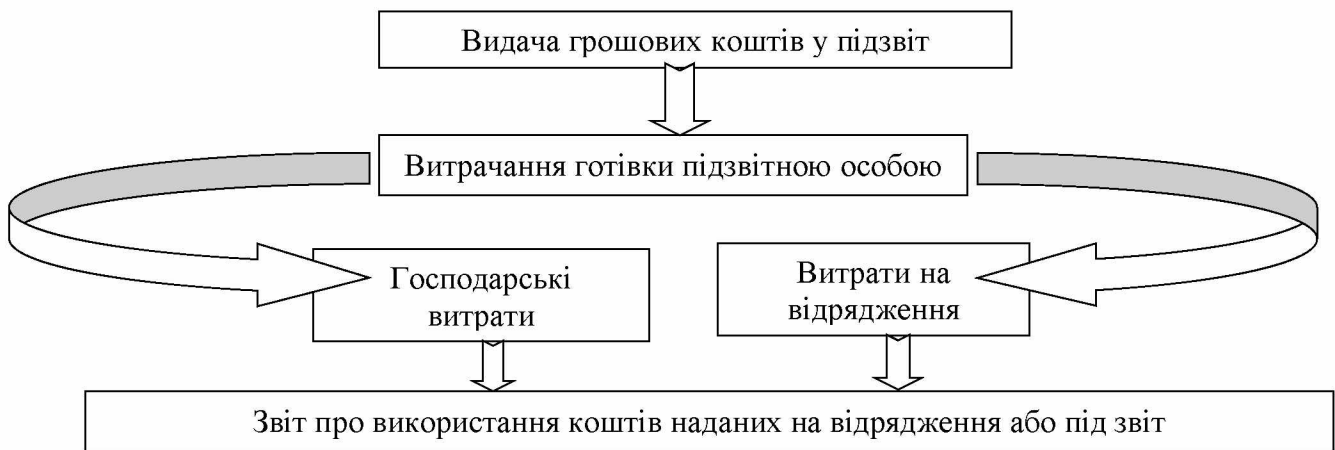 Видача грошових коштів у підзвіт
Витрачання готівки підзвітною особою
Господарські
витрати
Витрати на
відрядження
Звіт про використання коштів наданих на відрядження або під звіт